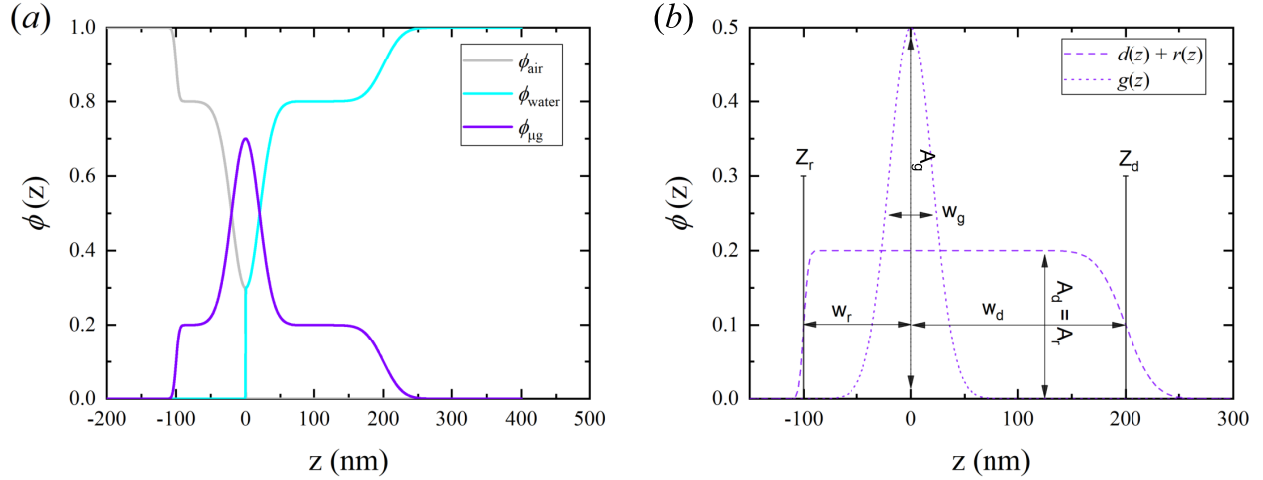 (a)
1.0
0.8
0.6
0.4
0.2
0.0
ϕ (z)
-200 -100 0 100 200 300 400 500
z (nm)
ϕair
ϕwater
ϕμg
(b)
0.5
0.4
0.3
0.2
0.1
0.0
ϕ (z)
-100 0 100 200 300
z (nm)
d(z) + r(z)
g(z)
Zr
Zd
Ag
wg
wr
wd
Ad = Ar